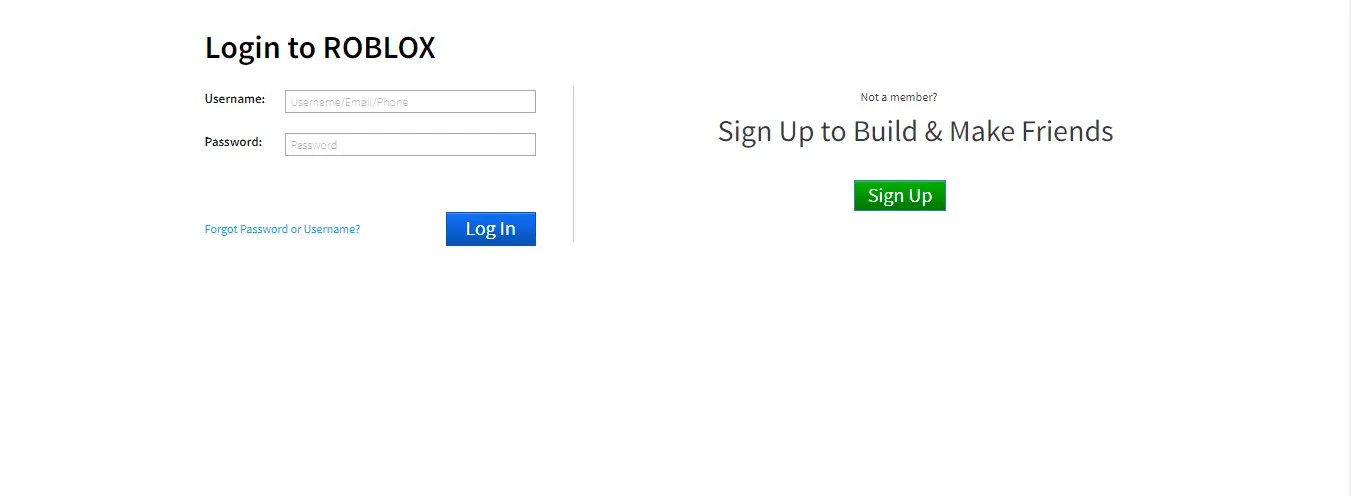 Login to ROBLOX
Username:
Username/Email/Phone
Password:
Password
Forgot Password or Username?
Log In
Not a member?
Sign Up to Build & Make Friends
Sign Up